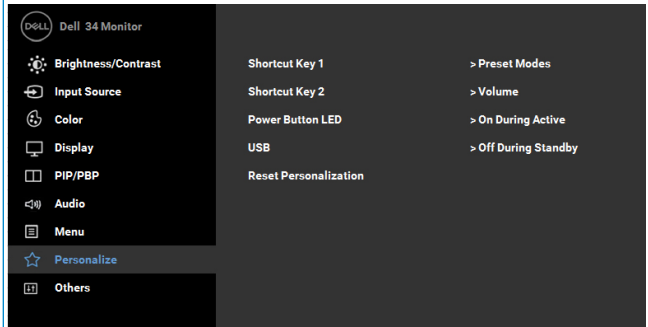 DELL Dell 34 Monitor
Brightness/Contrast Shortcut Key 1 > Preset Modes
Input Source Shortcut Key 2 > Volume
Color Power Button LED > On During Active
Display USB > Off During Standby
PIP/PBP Reset Personalization
Audio
Menu
Personalize
Others